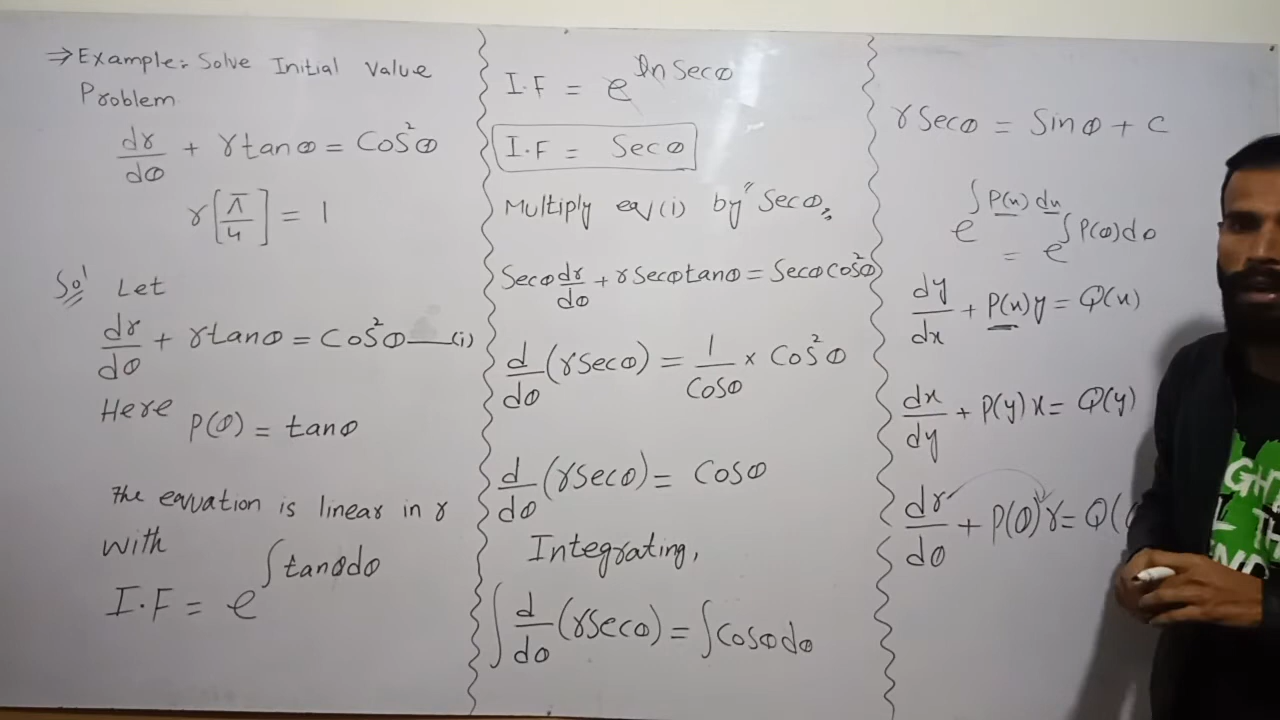 ⇒ Example: Solve Initial Value
Problem
dr/dθ + r tanθ = Cos²θ
r[π/4] = 1
Sol Let
dr/dθ + r tanθ = Cos²θ —(i)
Here P(θ) = tanθ
The equation is linear in r
with
I.F = e^∫tanθdθ
I.F = e^ln Secθ
I.F = Secθ
Multiply eq(i) by "Secθ"
Secθ dr/dθ + r Secθ tanθ = Secθ Cos²θ
d/dθ (r Secθ) = 1/Cosθ × Cos²θ
d/dθ (r Secθ) = Cosθ
Integrating,
∫ d/dθ (r Secθ) = ∫ Cosθ dθ
r Secθ = Sinθ + C
e^∫P(x)dx
= e^∫P(θ)dθ
dy/dx + P(x)y = Q(x)
dx/dy + P(y)x = Q(y)
dr/dθ + P(θ)r = Q(